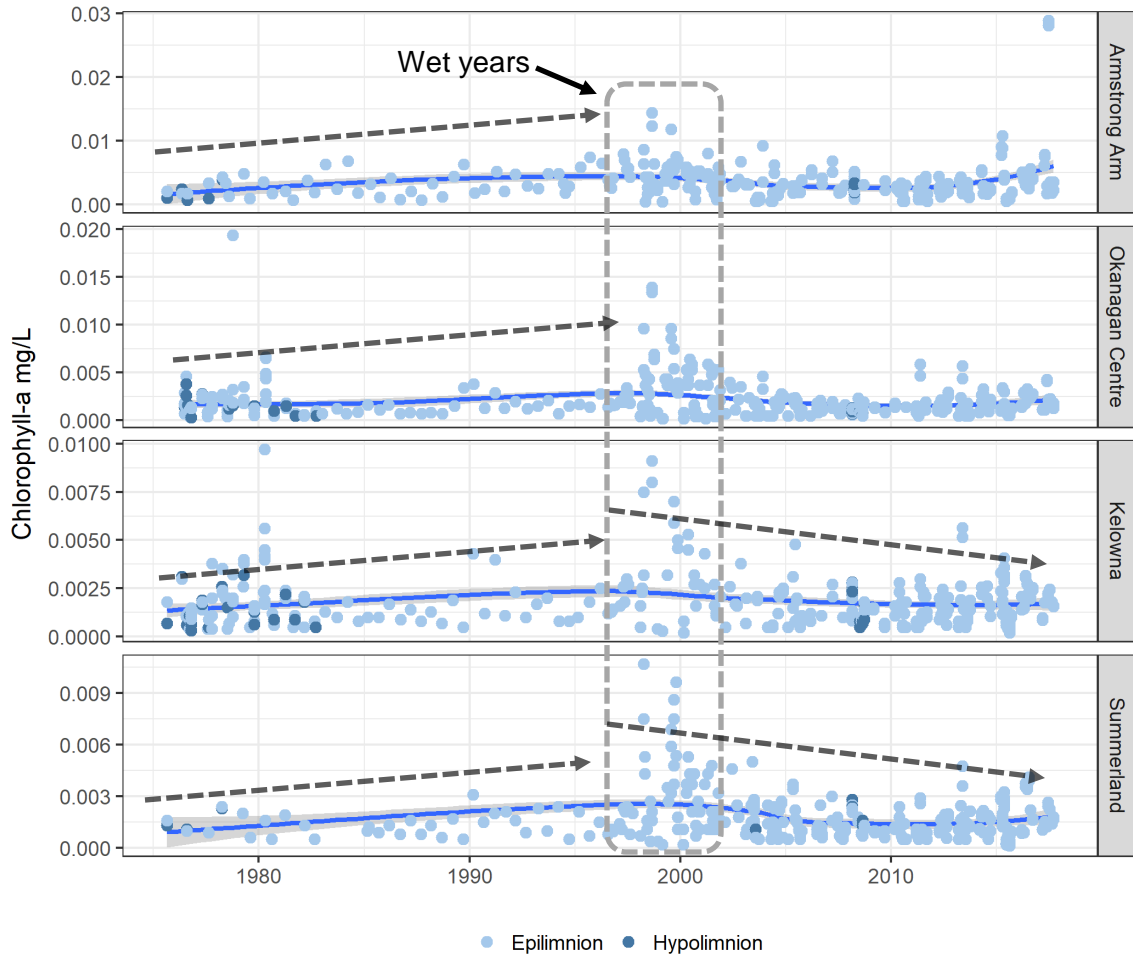 Wet years
0.03
0.02
0.01
0.00
Armstrong Arm
0.020
0.015
0.010
0.005
0.000
Okanagan Centre
0.0100
0.0075
0.0050
0.0025
0.0000
Kelowna
0.009
0.006
0.003
0.000
Summerland
Chlorophyll-a mg/L
1980 1990 2000 2010
Epilimnion Hypolimnion